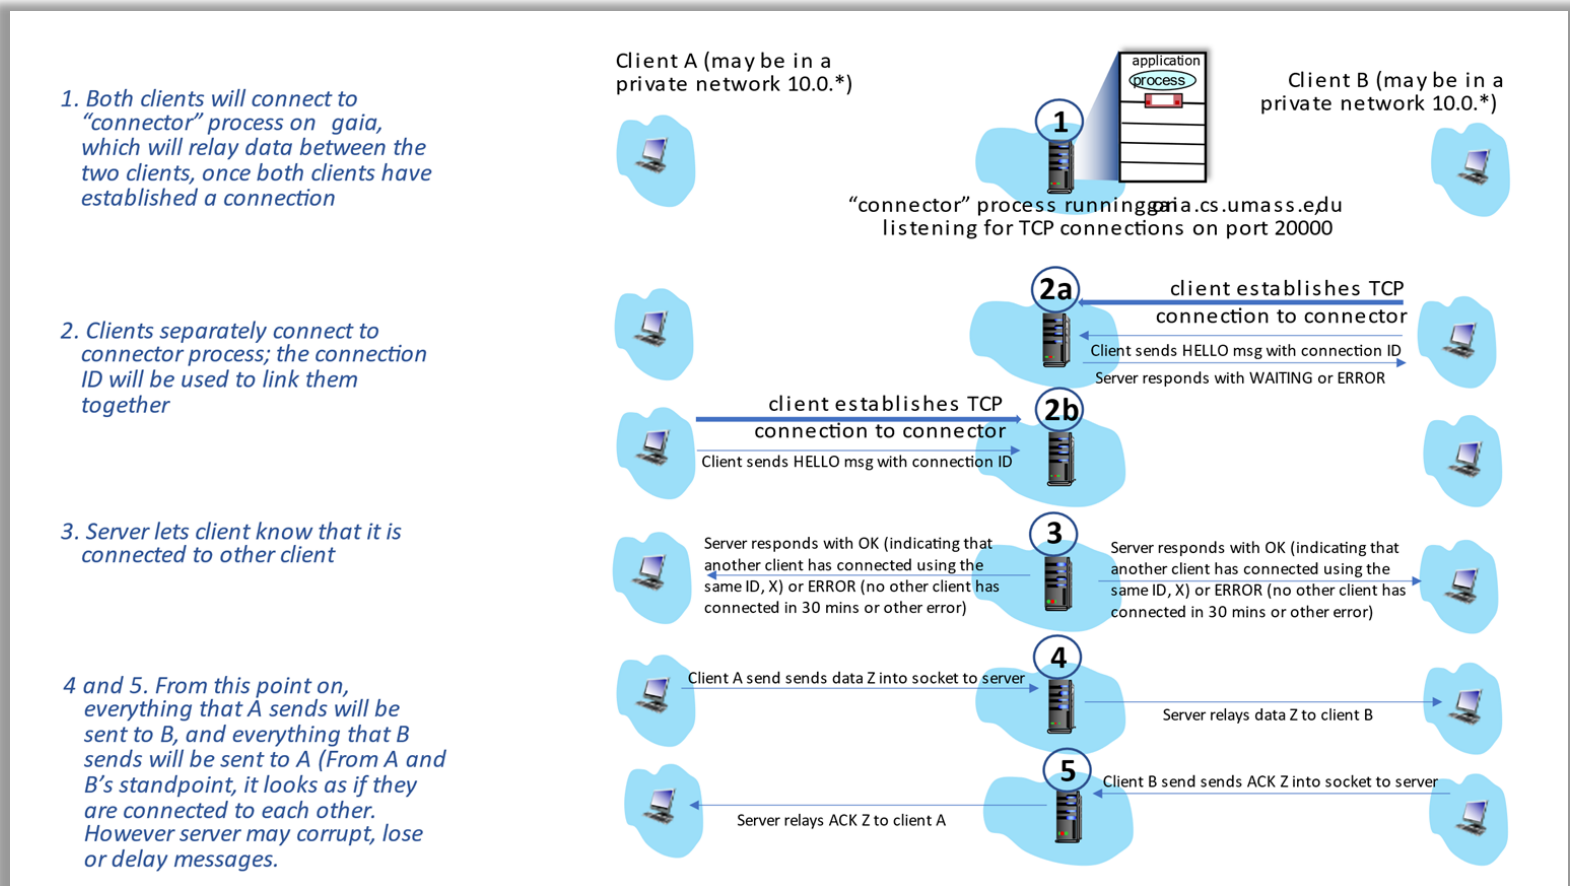 Client A (may be in a
private network 10.0.*)
application
process
Client B (may be in a
private network 10.0.*)
1. Both clients will connect to
“connector” process on gaia,
which will relay data between the
two clients, once both clients have
established a connection
1
“connector” process running on gaia.cs.umass.edu,
listening for TCP connections on port 20000
2. Clients separately connect to
connector process; the connection
ID will be used to link them
together
2a
client establishes TCP
connection to connector
Client sends HELLO msg with connection ID
Server responds with WAITING or ERROR
2b
client establishes TCP
connection to connector
Client sends HELLO msg with connection ID
3. Server lets client know that it is
connected to other client
3
Server responds with OK (indicating that
another client has connected using the
same ID, X) or ERROR (no other client has
connected in 30 mins or other error)
Server responds with OK (indicating that
another client has connected using the
same ID, X) or ERROR (no other client has
connected in 30 mins or other error)
4 and 5. From this point on,
everything that A sends will be
sent to B, and everything that B
sends will be sent to A (From A and
B’s standpoint, it looks as if they
are connected to each other.
However server may corrupt, lose
or delay messages.
4
Client A send sends data Z into socket to server
Server relays data Z to client B
5
Client B send sends ACK Z into socket to server
Server relays ACK Z to client A